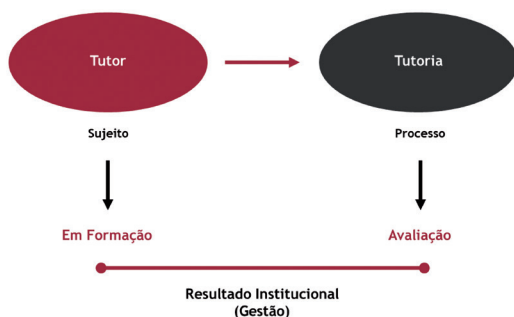 Tutor
Tutoria
Sujeito
Processo
Em Formação
Avaliação
Resultado Institucional
(Gestão)